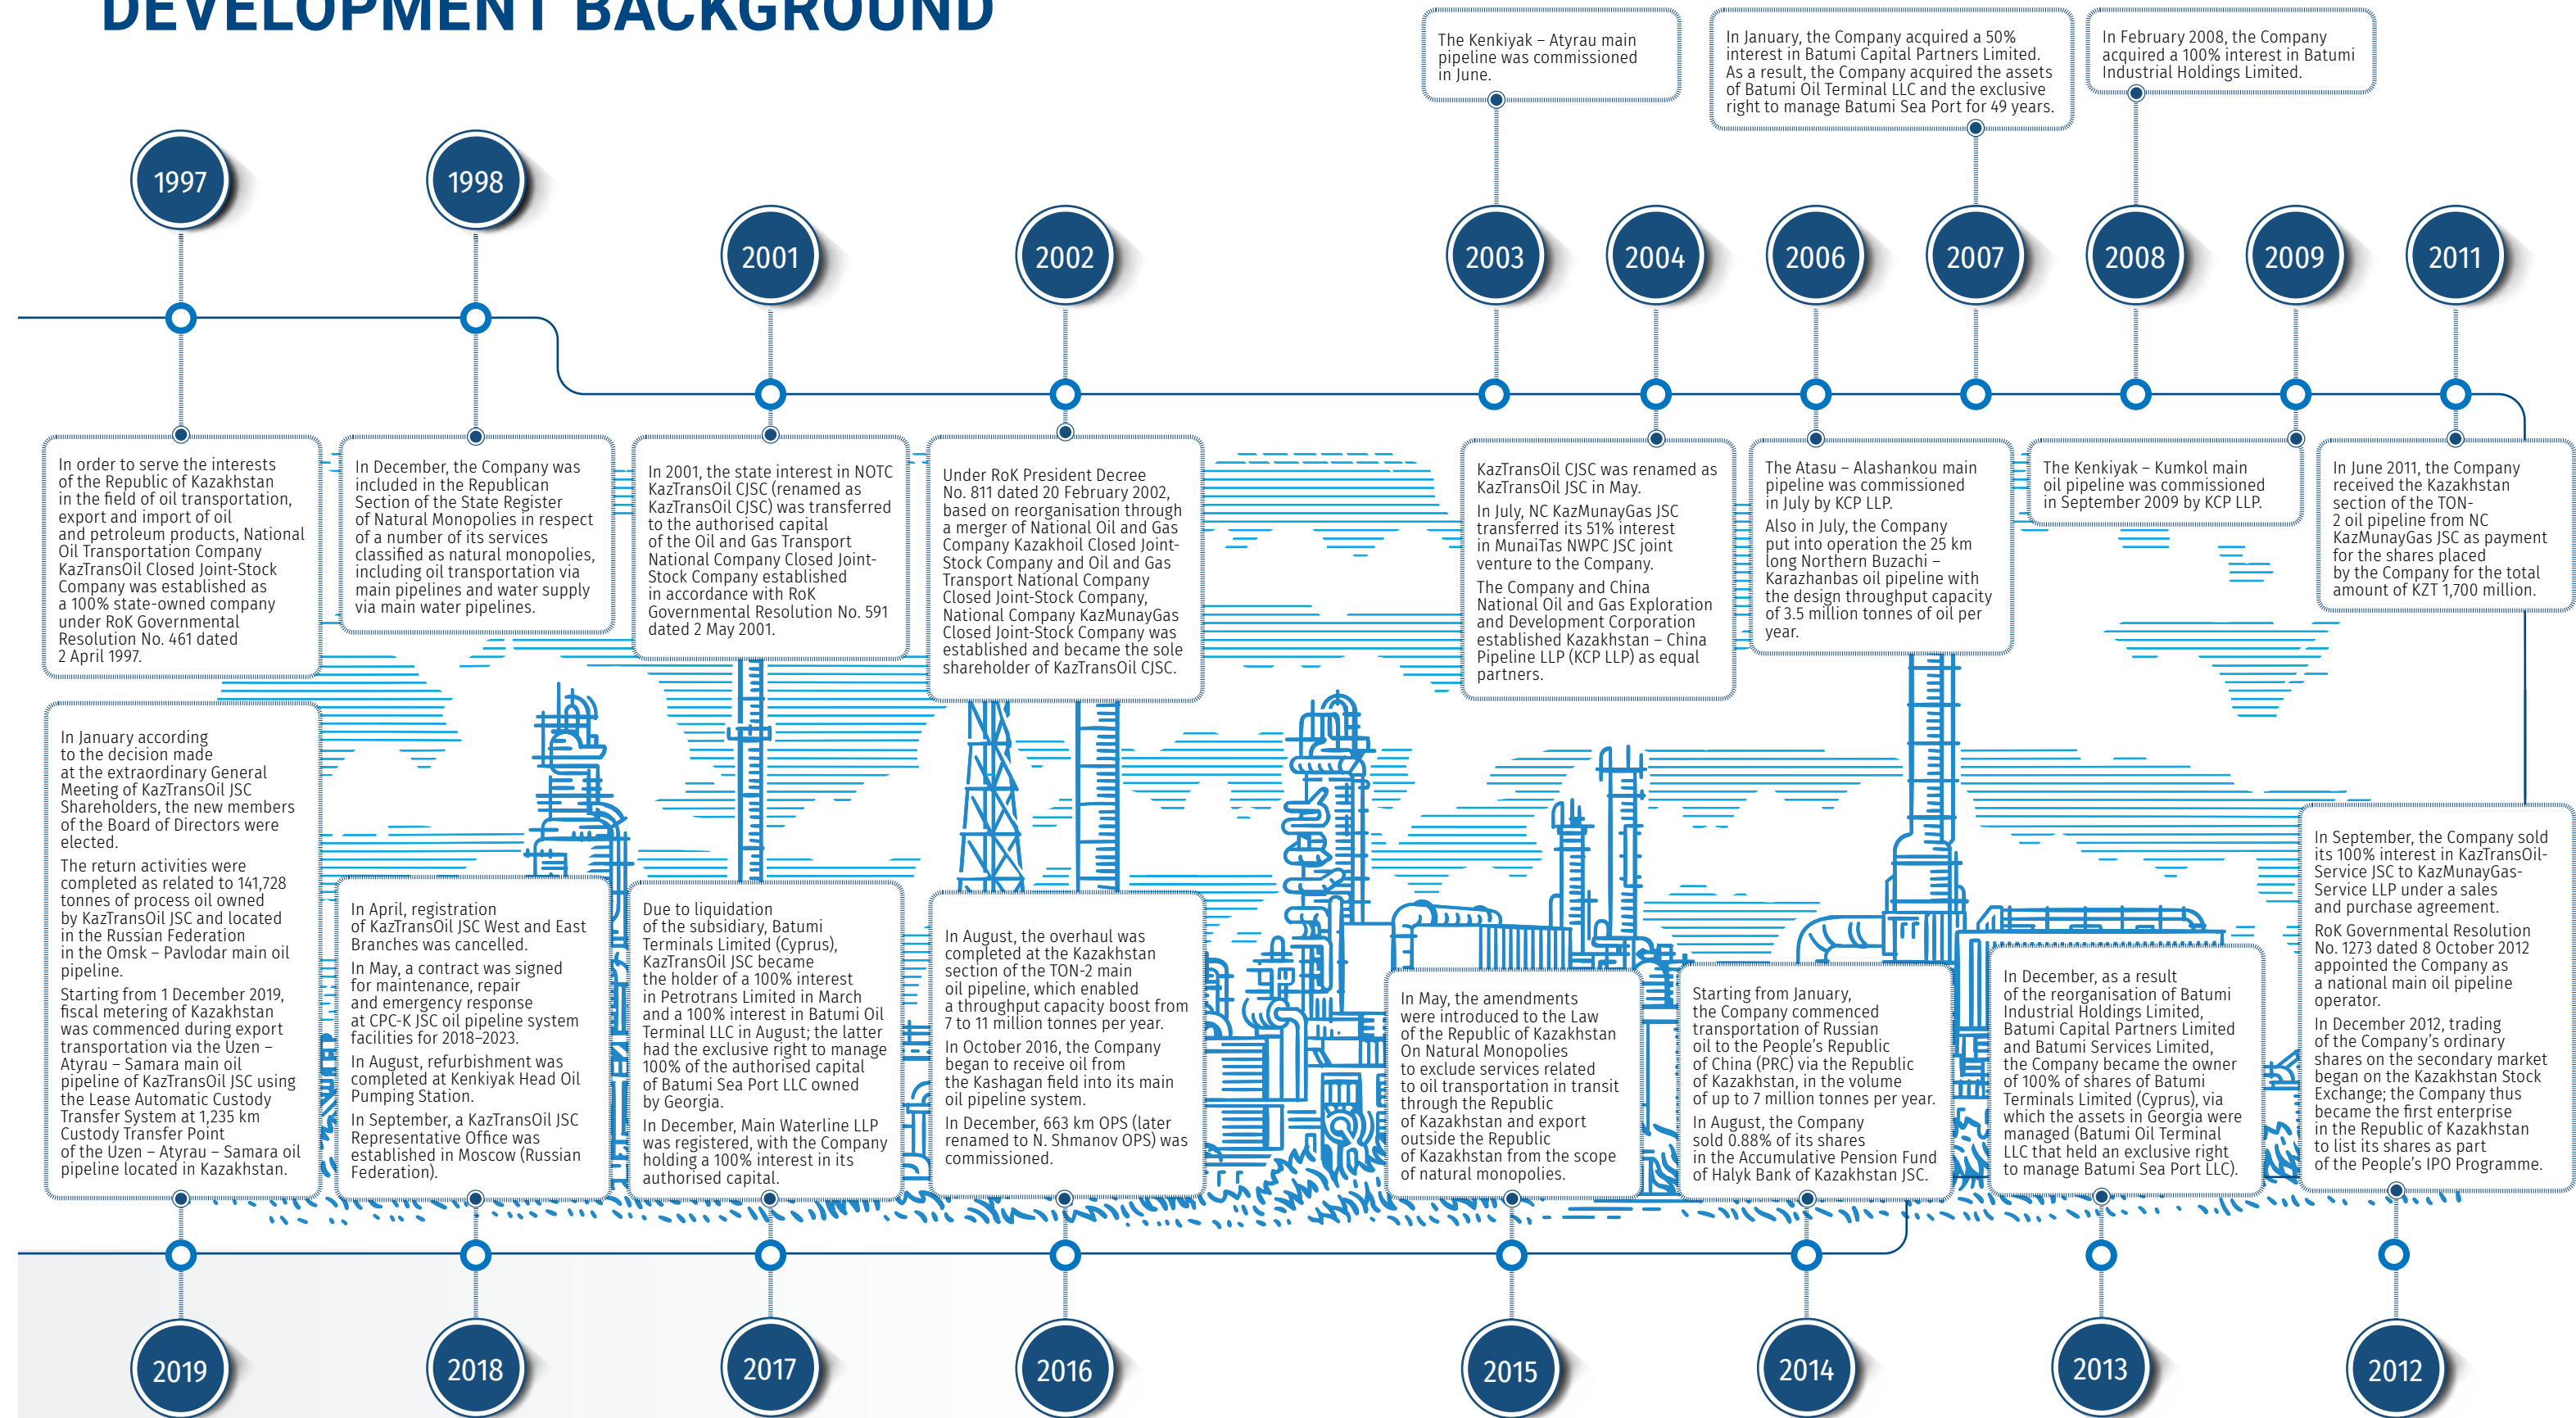 DEVELOPMENT BACKGROUND
1997
In order to serve the interests
of the Republic of Kazakhstan
in the field of oil transportation,
export and import of oil
and petroleum products, National
Oil Transportation Company
KazTransOil Closed Joint-Stock
Company was established as
a 100% state-owned company
under RoK Governmental
Resolution No. 461 dated
2 April 1997.
1998
In December, the Company was
included in the Republican
Section of the State Register
of Natural Monopolies in respect
of a number of its services
classified as natural monopolies,
including oil transportation via
main pipelines and water supply
via main water pipelines.
2001
In 2001, the state interest in NOTC
KazTransOil CJSC (renamed as
KazTransOil CJSC) was transferred
to the authorised capital
of the Oil and Gas Transport
National Company Closed Joint-
Stock Company established
in accordance with RoK
Governmental Resolution No. 591
dated 2 May 2001.
2002
Under RoK President Decree
No. 811 dated 20 February 2002,
based on reorganisation through
a merger of National Oil and Gas
Company Kazakhoil Closed Joint-
Stock Company and Oil and Gas
Transport National Company
Closed Joint-Stock Company,
National Company KazMunayGas
Closed Joint-Stock Company was
established and became the sole
shareholder of KazTransOil CJSC.
The Kenkiyak – Atyrau main
pipeline was commissioned
in June.
2003
2004
KazTransOil CJSC was renamed as
KazTransOil JSC in May.
In July, NC KazMunayGas JSC
transferred its 51% interest
in MunaiTas NWPC JSC joint
venture to the Company.
The Company and China
National Oil and Gas Exploration
and Development Corporation
established Kazakhstan – China
Pipeline LLP (KCP LLP) as equal
partners.
2006
The Atasu – Alashankou main
pipeline was commissioned
in July by KCP LLP.
Also in July, the Company
put into operation the 25 km
long Northern Buzachi –
Karazhanbas oil pipeline with
the design throughput capacity
of 3.5 million tonnes of oil per
year.
In January, the Company acquired a 50%
interest in Batumi Capital Partners Limited.
As a result, the Company acquired the assets
of Batumi Oil Terminal LLC and the exclusive
right to manage Batumi Sea Port for 49 years.
2007
In February 2008, the Company
acquired a 100% interest in Batumi
Industrial Holdings Limited.
2008
2009
The Kenkiyak – Kumkol main
oil pipeline was commissioned
in September 2009 by KCP LLP.
2011
In June 2011, the Company
received the Kazakhstan
section of the TON-
2 oil pipeline from NC
KazMunayGas JSC as payment
for the shares placed
by the Company for the total
amount of KZT 1,700 million.
In September, the Company sold
its 100% interest in KazTransOil-
Service JSC to KazMunayGas-
Service LLP under a sales
and purchase agreement.
RoK Governmental Resolution
No. 1273 dated 8 October 2012
appointed the Company as
a national main oil pipeline
operator.
In December 2012, trading
of the Company's ordinary
shares on the secondary market
began on the Kazakhstan Stock
Exchange; the Company thus
became the first enterprise
in the Republic of Kazakhstan
to list its shares as part
of the People's IPO Programme.
2012
In December, as a result
of the reorganisation of Batumi
Industrial Holdings Limited,
Batumi Capital Partners Limited
and Batumi Services Limited,
the Company became the owner
of 100% of shares of Batumi
Terminals Limited (Cyprus), via
which the assets in Georgia were
managed (Batumi Oil Terminal
LLC that held an exclusive right
to manage Batumi Sea Port LLC).
2013
Starting from January,
the Company commenced
transportation of Russian
oil to the People's Republic
of China (PRC) via the Republic
of Kazakhstan, in the volume
of up to 7 million tonnes per year.
In August, the Company
sold 0.88% of its shares
in the Accumulative Pension Fund
of Halyk Bank of Kazakhstan JSC.
2014
In May, the amendments
were introduced to the Law
of the Republic of Kazakhstan
On Natural Monopolies
to exclude services related
to oil transportation in transit
through the Republic
of Kazakhstan and export
outside the Republic
of Kazakhstan from the scope
of natural monopolies.
2015
In August, the overhaul was
completed at the Kazakhstan
section of the TON-2 main
oil pipeline, which enabled
a throughput capacity boost from
7 to 11 million tonnes per year.
In October 2016, the Company
began to receive oil from
the Kashagan field into its main
oil pipeline system.
In December, 663 km OPS (later
renamed to N. Shmanov OPS) was
commissioned.
2016
Due to liquidation
of the subsidiary, Batumi
Terminals Limited (Cyprus),
KazTransOil JSC became
the holder of a 100% interest
in Petrotrans Limited in March
and a 100% interest in Batumi Oil
Terminal LLC in August; the latter
had the exclusive right to manage
100% of the authorised capital
of Batumi Sea Port LLC owned
by Georgia.
In December, Main Waterline LLP
was registered, with the Company
holding a 100% interest in its
authorised capital.
2017
In April, registration
of KazTransOil JSC West and East
Branches was cancelled.
In May, a contract was signed
for maintenance, repair
and emergency response
at CPC-K JSC oil pipeline system
facilities for 2018–2023.
In August, refurbishment was
completed at Kenkiyak Head Oil
Pumping Station.
In September, a KazTransOil JSC
Representative Office was
established in Moscow (Russian
Federation).
2018
In January according
to the decision made
at the extraordinary General
Meeting of KazTransOil JSC
Shareholders, the new members
of the Board of Directors were
elected.
The return activities were
completed as related to 141,728
tonnes of process oil owned
by KazTransOil JSC and located
in the Russian Federation
in the Omsk – Pavlodar main oil
pipeline.
Starting from 1 December 2019,
fiscal metering of Kazakhstan
was commenced during export
transportation via the Uzen –
Atyrau – Samara main oil
pipeline of KazTransOil JSC using
the Lease Automatic Custody
Transfer System at 1,235 km
Custody Transfer Point
of the Uzen – Atyrau – Samara oil
pipeline located in Kazakhstan.
2019